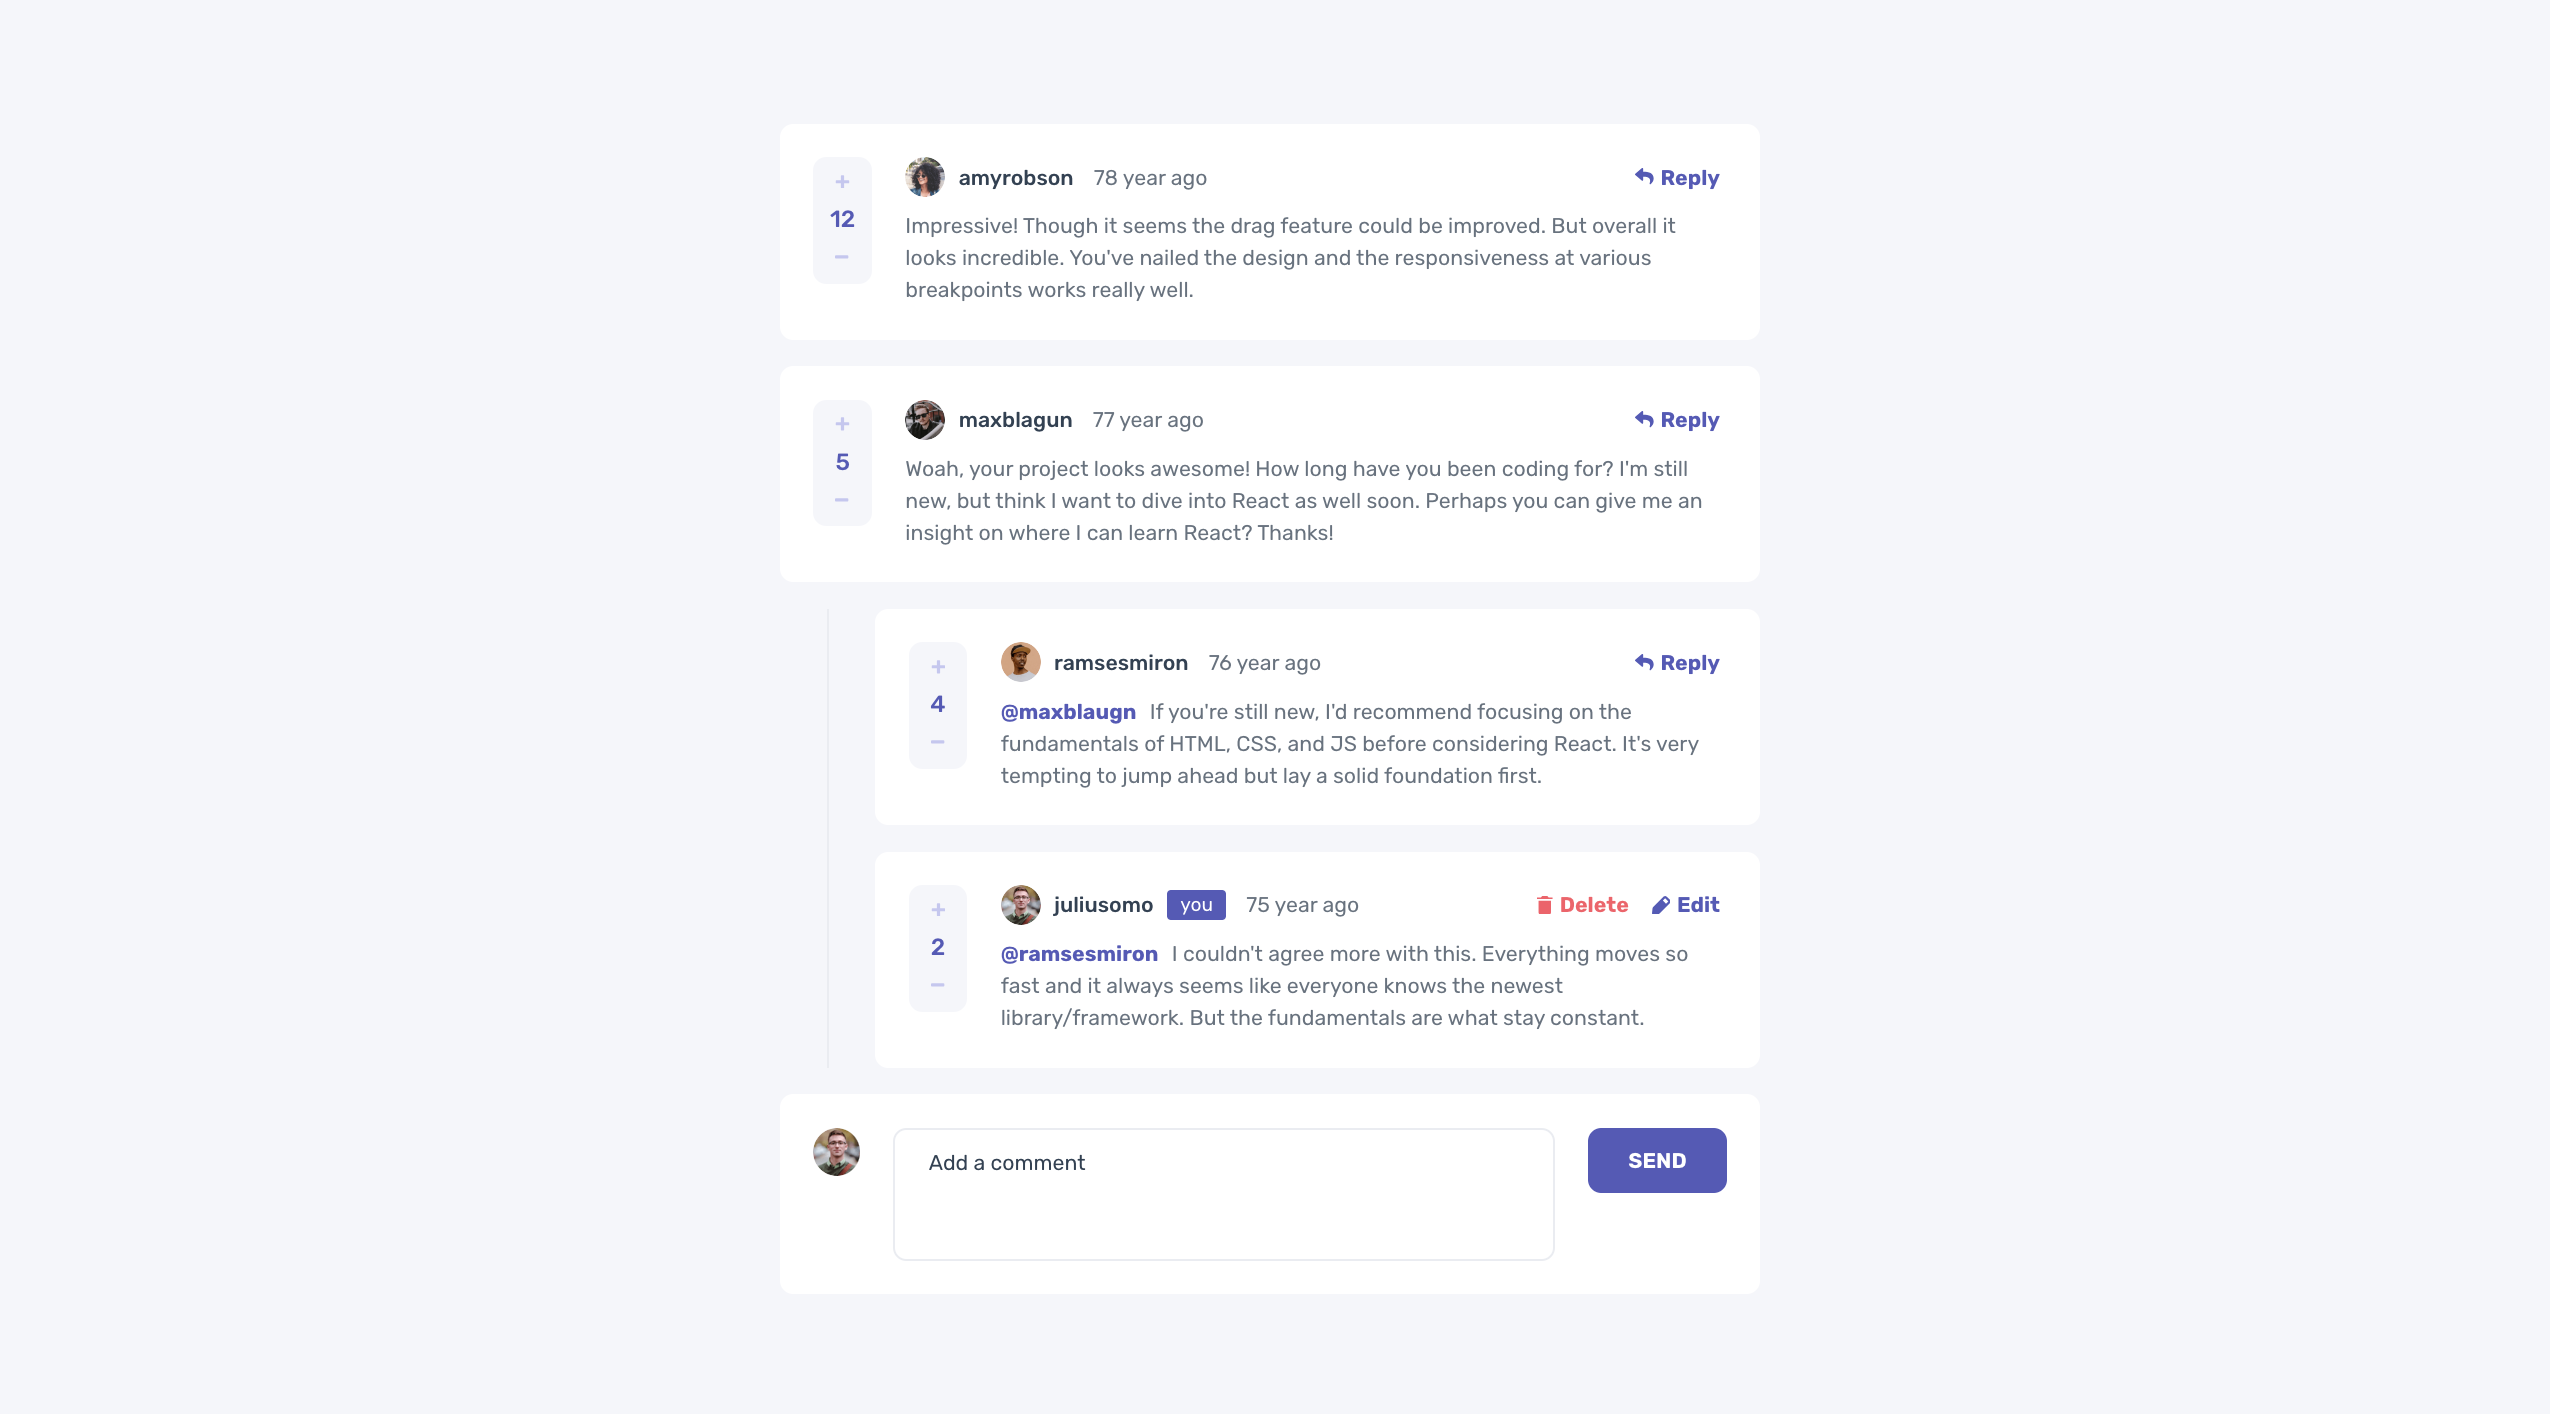 +
12
−
amyrobson 78 year ago Reply
Impressive! Though it seems the drag feature could be improved. But overall it
looks incredible. You've nailed the design and the responsiveness at various
breakpoints works really well.
+
5
−
maxblagun 77 year ago Reply
Woah, your project looks awesome! How long have you been coding for? I'm still
new, but think I want to dive into React as well soon. Perhaps you can give me an
insight on where I can learn React? Thanks!
+
4
−
ramsesmiron 76 year ago Reply
@maxblaugn If you're still new, I'd recommend focusing on the
fundamentals of HTML, CSS, and JS before considering React. It's very
tempting to jump ahead but lay a solid foundation first.
+
2
−
juliusomo you 75 year ago Delete Edit
@ramsesmiron I couldn't agree more with this. Everything moves so
fast and it always seems like everyone knows the newest
library/framework. But the fundamentals are what stay constant.
Add a comment
SEND